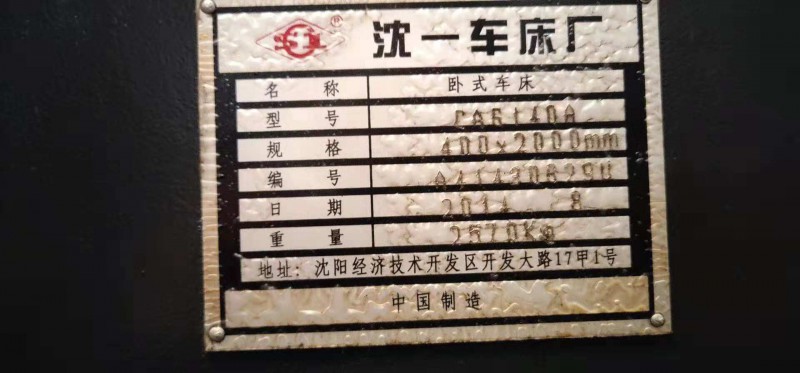 ® 沈一车床厂
名称 卧式车床
型号 CA6140A
规格 400×2000mm
编号
日期 2014. 8
重量 2570Kg
地址: 沈阳经济技术开发区开发大路17甲1号
中国制造